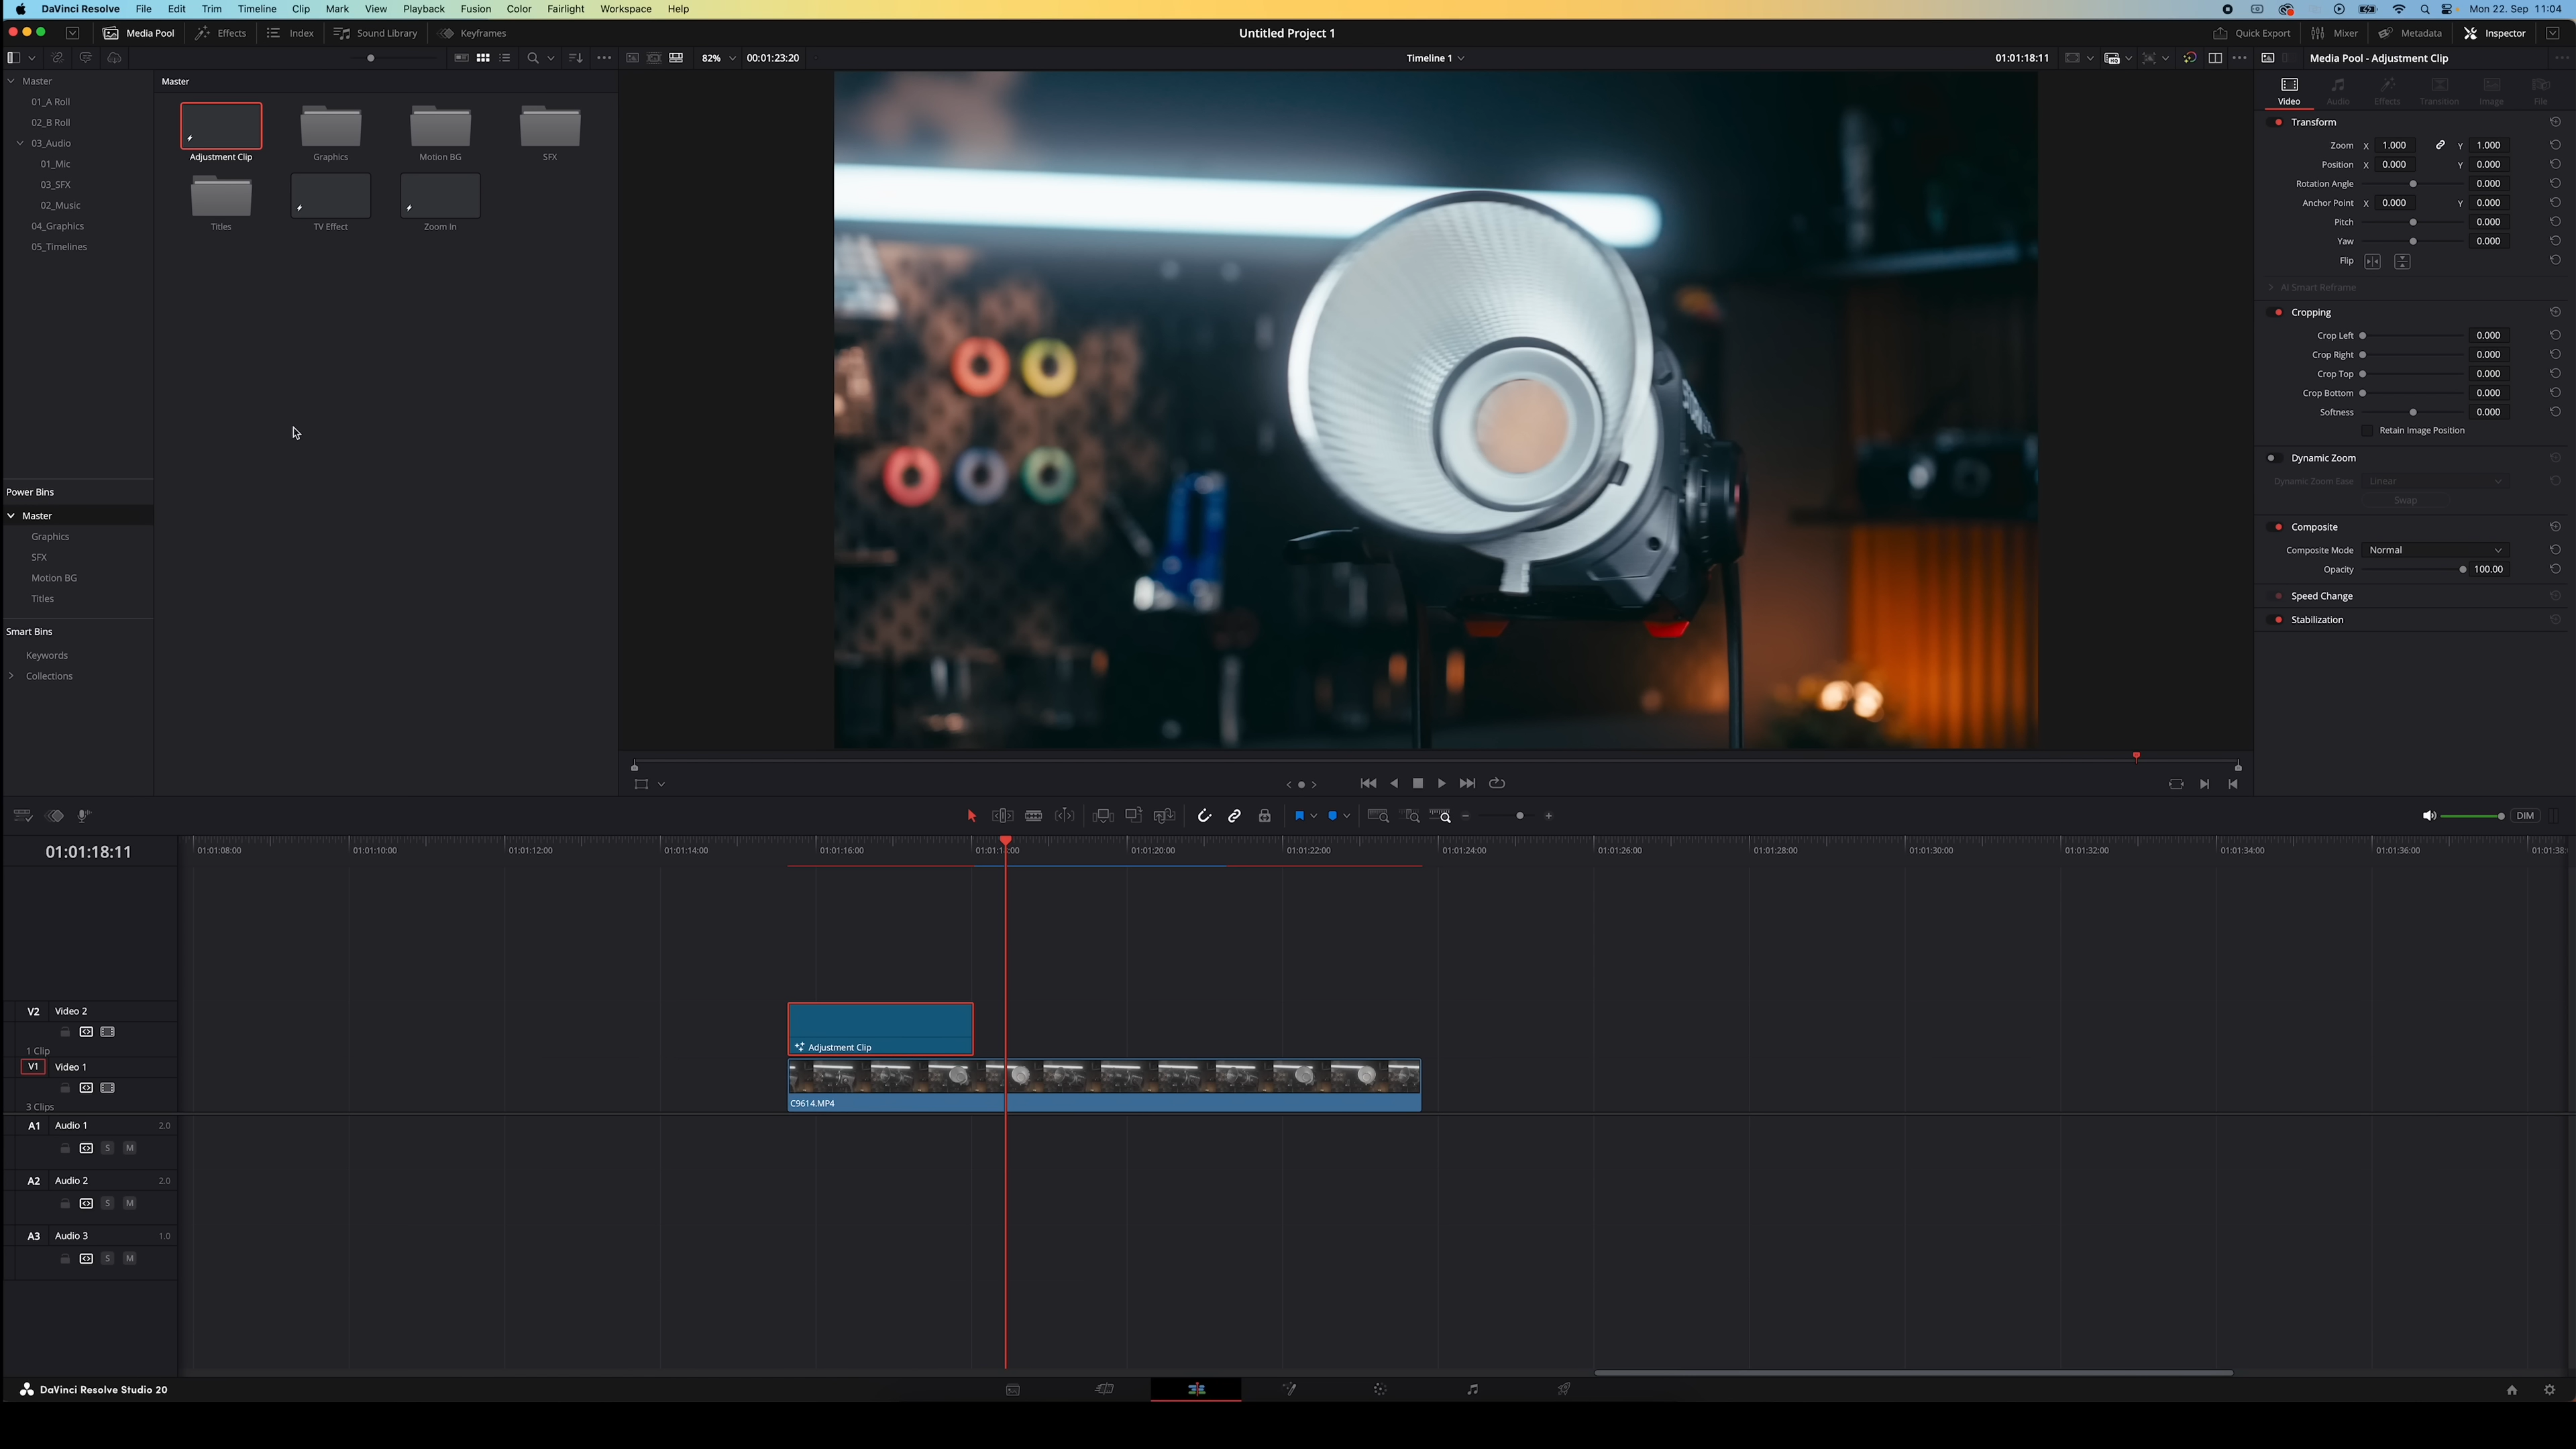 DaVinci Resolve File Edit Trim Timeline Clip Mark View Playback Fusion Color Fairlight Workspace Help Mon 22. Sep 11:04
Media Pool Effects Index Sound Library Keyframes Untitled Project 1 Quick Export Mixer Metadata Inspector
82% 00:01:23:20 Timeline 1 01:01:18:11 Media Pool - Adjustment Clip
Master
01_A Roll
02_B Roll
03_Audio
01_Mic
03_SFX
02_Music
04_Graphics
05_Timelines
Power Bins
Master
Graphics
SFX
Motion BG
Titles
Smart Bins
Keywords
Collections
Master
Adjustment Clip Graphics Motion BG SFX
Titles TV Effect Zoom In
Video Audio Effects Transition Image File
Transform
Zoom X 1.000 Y 1.000
Position X 0.000 Y 0.000
Rotation Angle 0.000
Anchor Point X 0.000 Y 0.000
Pitch 0.000
Yaw 0.000
Flip
AI Smart Reframe
Cropping
Crop Left 0.000
Crop Right 0.000
Crop Top 0.000
Crop Bottom 0.000
Softness 0.000
Retain Image Position
Dynamic Zoom
Dynamic Zoom Ease Linear
Swap
Composite
Composite Mode Normal
Opacity 100.00
Speed Change
Stabilization
DIM
01:01:18:11
01:01:08:00 01:01:10:00 01:01:12:00 01:01:14:00 01:01:16:00 01:01:18:00 01:01:20:00 01:01:22:00 01:01:24:00 01:01:26:00 01:01:28:00 01:01:30:00 01:01:32:00 01:01:34:00 01:01:36:00 01:01:38:
V2 Video 2
1 Clip
Adjustment Clip
V1 Video 1
3 Clips
C9614.MP4
A1 Audio 1 2.0
S M
A2 Audio 2 2.0
S M
A3 Audio 3 1.0
S M
DaVinci Resolve Studio 20